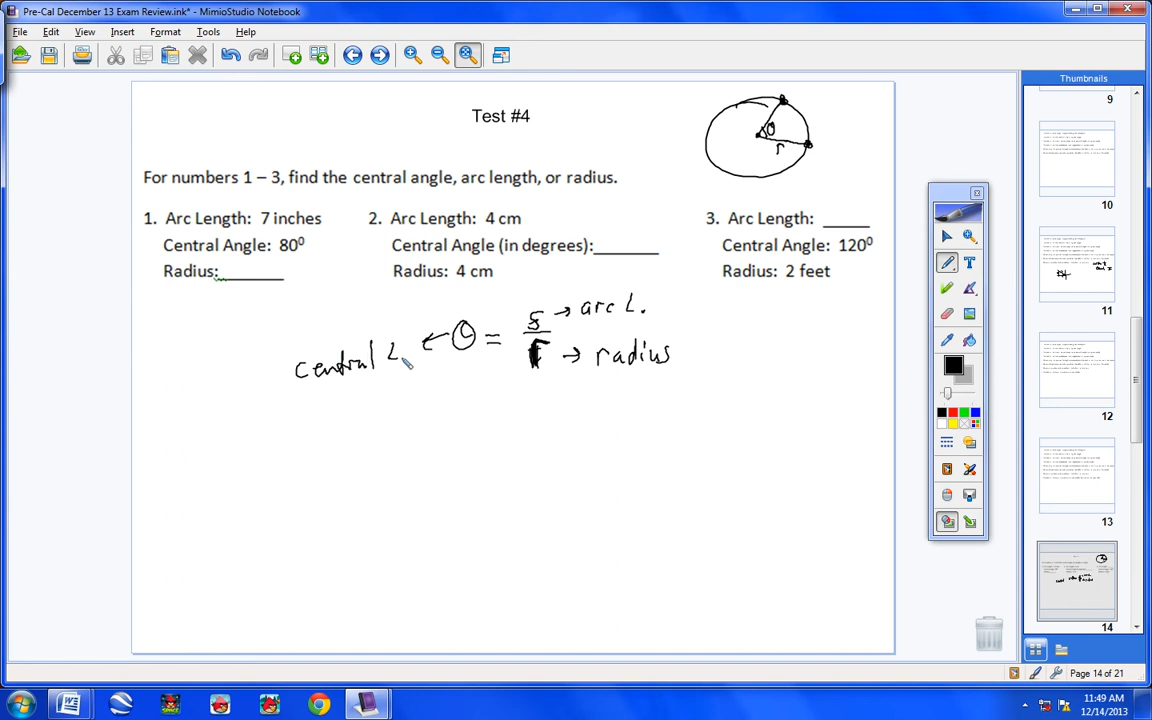 Pre-Cal December 13 Exam Review.ink* - MimioStudio Notebook
File Edit View Insert Format Tools Help
Thumbnails
Test #4
θ
r
For numbers 1 – 3, find the central angle, arc length, or radius.
1. Arc Length: 7 inches 2. Arc Length: 4 cm 3. Arc Length: _____
Central Angle: 80⁰ Central Angle (in degrees):_______ Central Angle: 120⁰
Radius:_______ Radius: 4 cm Radius: 2 feet
central ∠ ← θ = s/r
→ arc L.
→ radius
9
10
11
12
13
14
Page 14 of 21
11:49 AM
12/14/2013